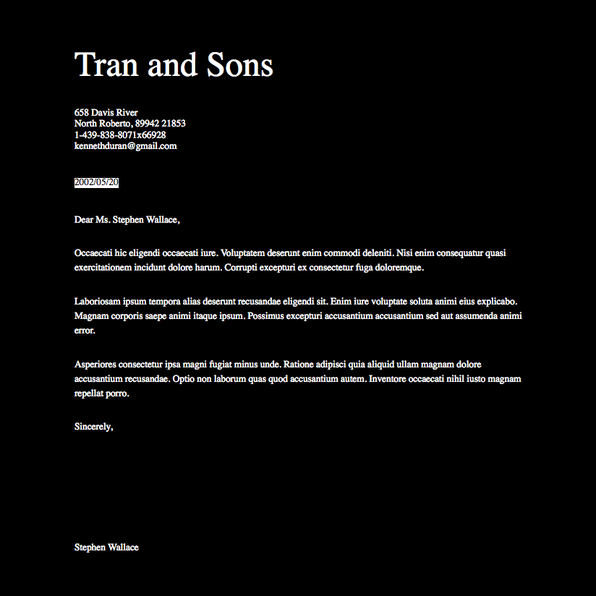 Tran and Sons
658 Davis River
North Roberto, 89942 21853
1-439-838-8071x66928
kennethduran@gmail.com
2002/05/20
Dear Ms. Stephen Wallace,
Occaecati hic eligendi occaecati iure. Voluptatem deserunt enim commodi deleniti. Nisi enim consequatur quasi
exercitationem incidunt dolore harum. Corrupti excepturi ex consectetur fuga doloremque.
Laboriosam ipsum tempora alias deserunt recusandae eligendi sit. Enim iure voluptate soluta animi eius explicabo.
Magnam corporis saepe animi itaque ipsum. Possimus excepturi accusantium accusantium sed aut assumenda animi
error.
Asperiores consectetur ipsa magni fugiat minus unde. Ratione adipisci quia aliquid ullam magnam dolore
accusantium recusandae. Optio non laborum quas quod accusantium autem. Inventore occaecati nihil iusto magnam
repellat porro.
Sincerely,
Stephen Wallace